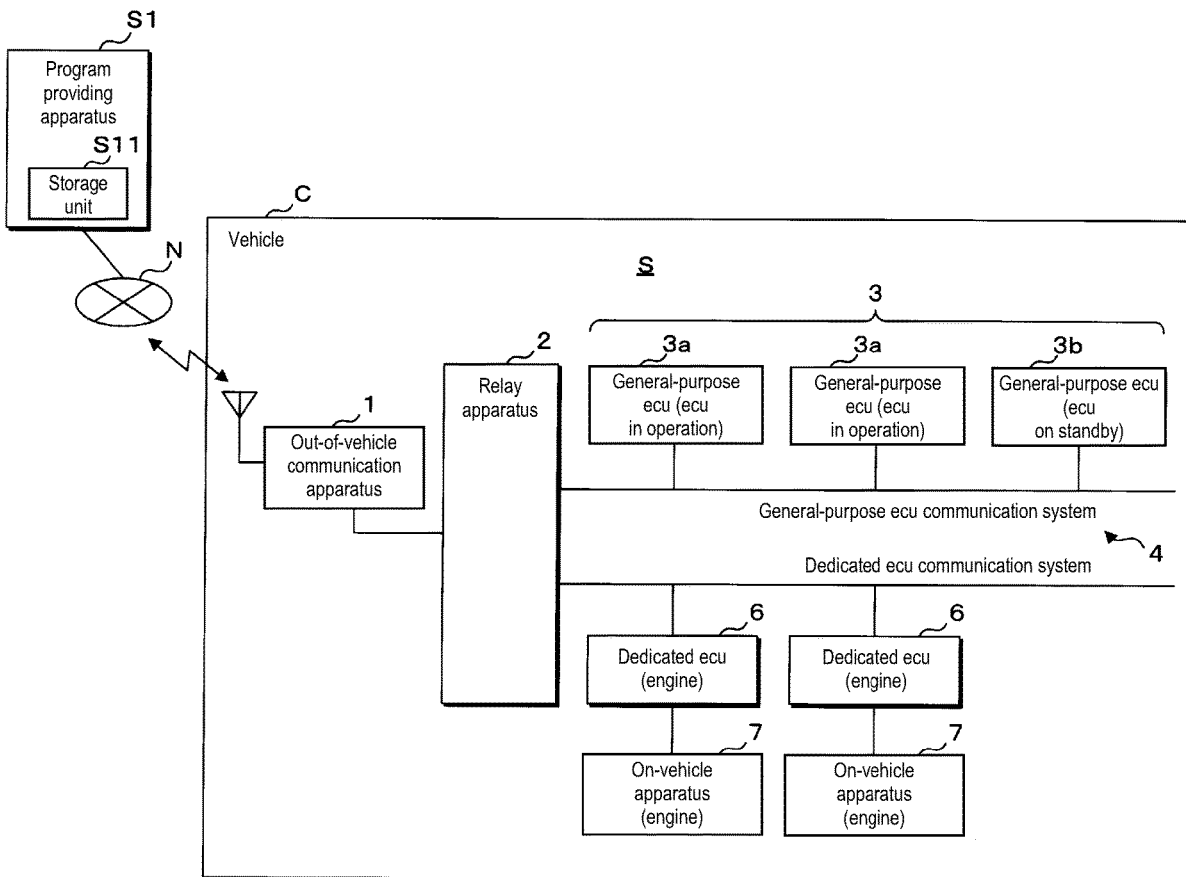 S1
Program
providing
apparatus
S11
Storage
unit
N
C
Vehicle
S
3
3a
General-purpose
ecu (ecu
in operation)
3a
General-purpose
ecu (ecu
in operation)
3b
General-purpose ecu
(ecu
on standby)
2
Relay
apparatus
1
Out-of-vehicle
communication
apparatus
General-purpose ecu communication system
4
Dedicated ecu communication system
6
Dedicated ecu
(engine)
6
Dedicated ecu
(engine)
7
On-vehicle
apparatus
(engine)
7
On-vehicle
apparatus
(engine)